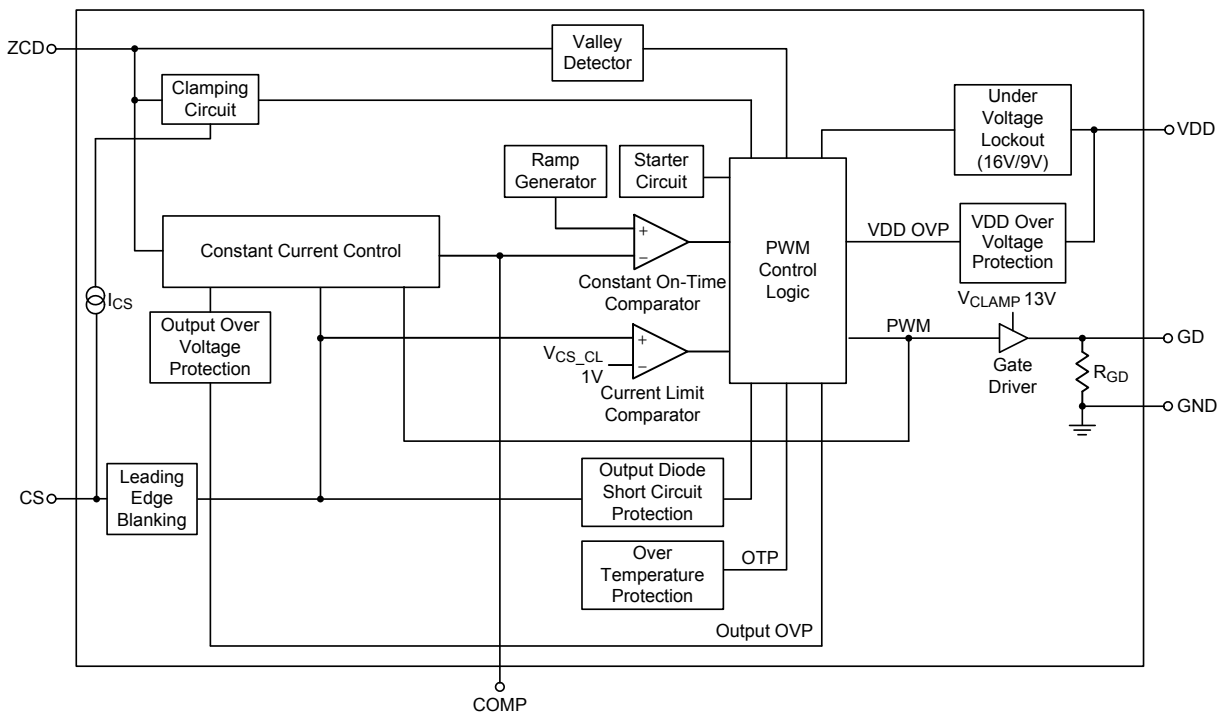 ZCD
Valley
Detector
Clamping
Circuit
Under
Voltage
Lockout
(16V/9V)
VDD
Ramp
Generator
Starter
Circuit
Constant Current Control
+
−
Constant On-Time
Comparator
PWM
Control
Logic
VDD OVP
VDD Over
Voltage
Protection
ICS
Output Over
Voltage
Protection
VCS_CL
1V
+
−
Current Limit
Comparator
PWM
VCLAMP 13V
Gate
Driver
GD
RGD
GND
CS
Leading
Edge
Blanking
Output Diode
Short Circuit
Protection
Over
Temperature
Protection
OTP
Output OVP
COMP